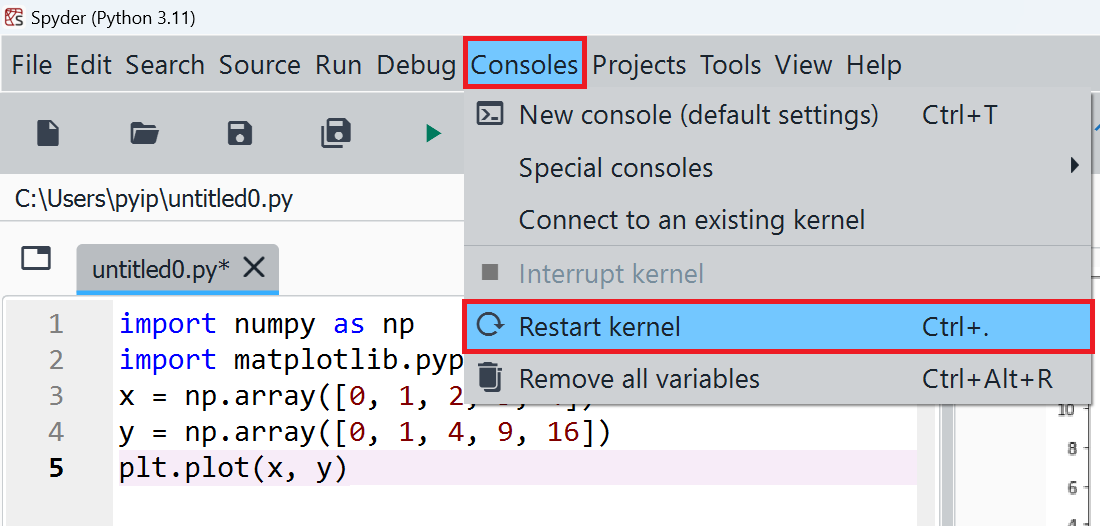 Spyder (Python 3.11)
File Edit Search Source Run Debug Consoles Projects Tools View Help
New console (default settings) Ctrl+T
Special consoles
Connect to an existing kernel
Interrupt kernel
Restart kernel Ctrl+.
Remove all variables Ctrl+Alt+R
C:\Users\pyip\untitled0.py
untitled0.py*
1 import numpy as np
2 import matplotlib.pyp
3 x = np.array([0, 1, 2,
4 y = np.array([0, 1, 4, 9, 16])
5 plt.plot(x, y)
10
8
6
4